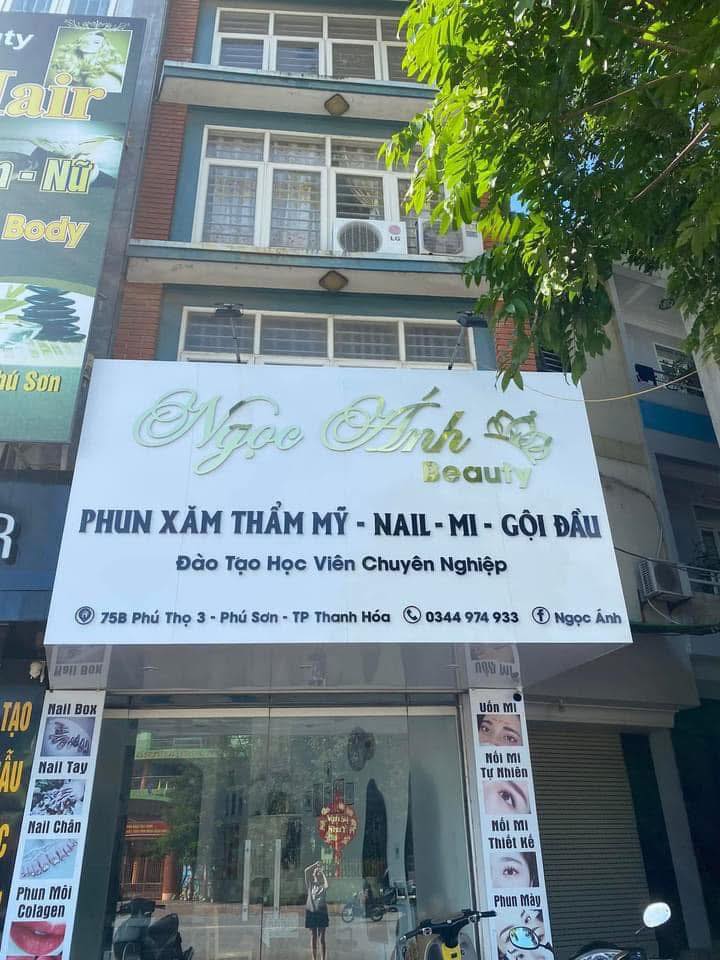 Hair
- Nữ
Body
Phú Sơn
Ngọc Ánh
Beauty
PHUN XĂM THẨM MỸ - NAIL - MI - GỘI ĐẦU
Đào Tạo Học Viên Chuyên Nghiệp
75B Phú Thọ 3 - Phú Sơn - TP Thanh Hóa 0344 974 933 Ngọc Ánh
Nail Box
Nail Tay
Nail Chân
Phun Môi
Colagen
Uốn Mi
Nối Mi
Tự Nhiên
Nối Mi
Thiết Kế
Phun Mày
TẠO
LG